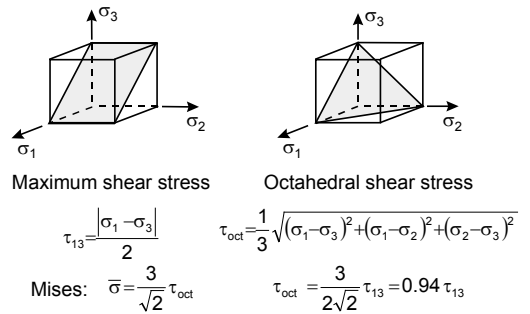 σ₃ σ₃
σ₂ σ₂
σ₁ σ₁
Maximum shear stress Octahedral shear stress
τ₁₃=|σ₁ −σ₃|/2 τoct=1/3 √((σ₁−σ₃)²+(σ₁−σ₂)²+(σ₂−σ₃)²)
Mises: σ̅=3/√2 τoct τoct =3/2√2 τ₁₃=0.94 τ₁₃